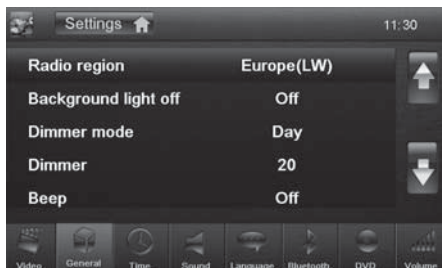 Settings 11:30
Radio region Europe(LW)
Background light off Off
Dimmer mode Day
Dimmer 20
Beep Off
Video General Time Sound Language Bluetooth DVD Volume